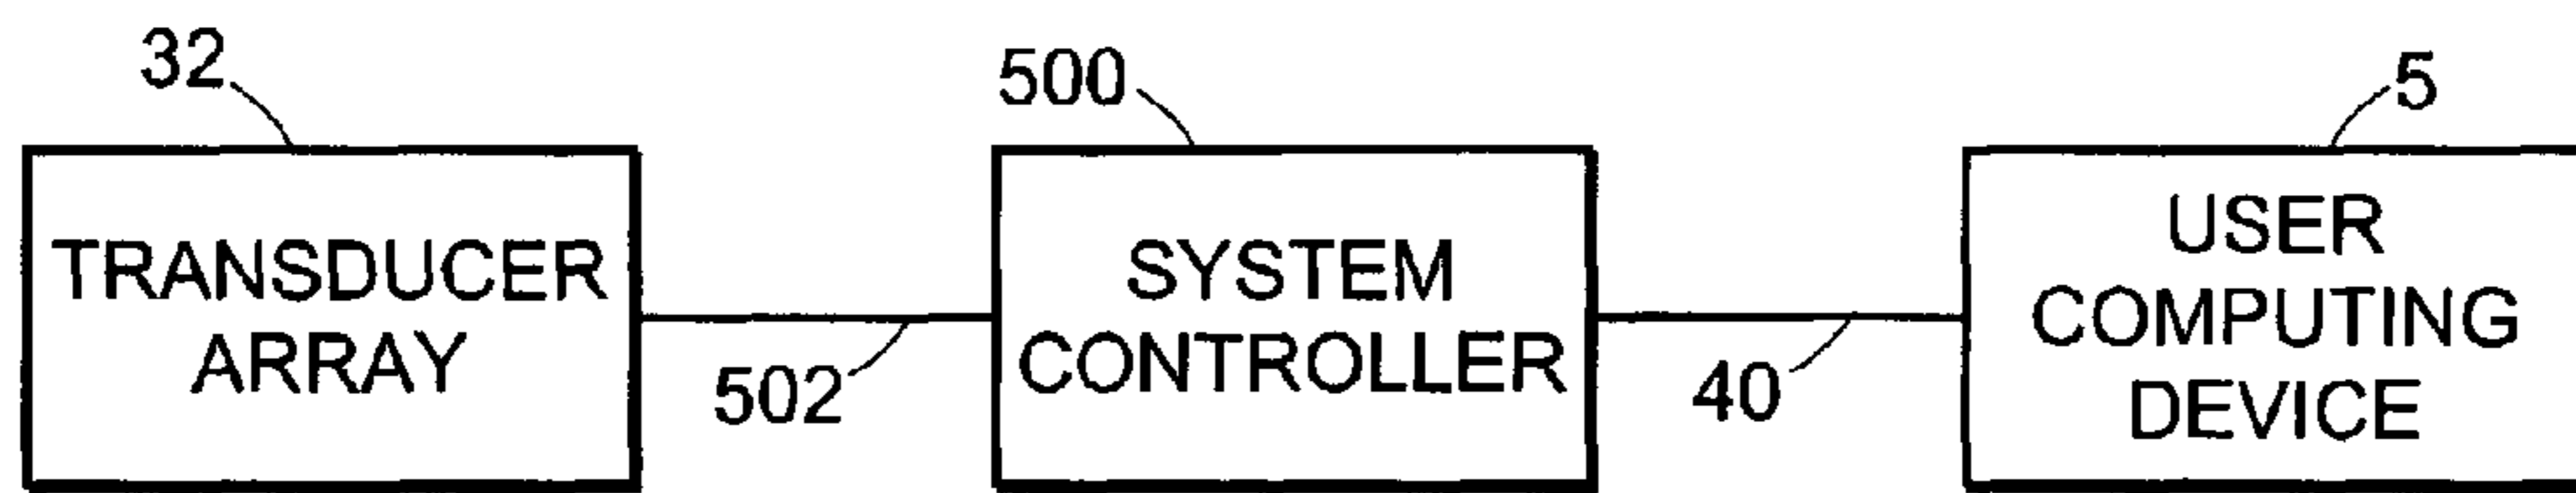 32
500
5
TRANSDUCER
ARRAY
SYSTEM
CONTROLLER
USER
COMPUTING
DEVICE
502
40